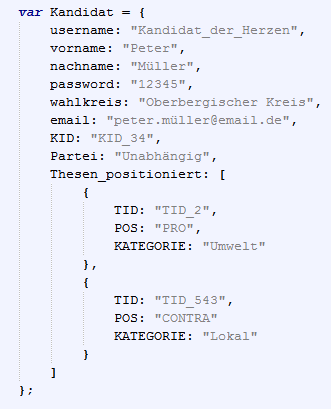 var Kandidat = {
    username: "Kandidat_der_Herzen",
    vorname: "Peter",
    nachname: "Müller",
    password: "12345",
    wahlkreis: "Oberbergischer Kreis",
    email: "peter.müller@email.de",
    KID: "KID_34",
    Partei: "Unabhängig",
    Thesen_positioniert: [
        {
            TID: "TID_2",
            POS: "PRO",
            KATEGORIE: "Umwelt"
        },
        {
            TID: "TID_543",
            POS: "CONTRA"
            KATEGORIE: "Lokal"
        }
    ]
};